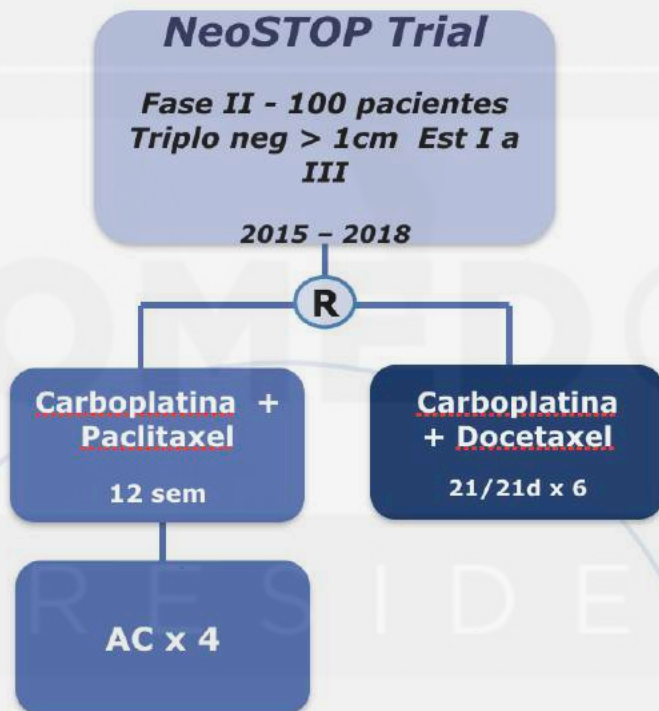 NeoSTOP Trial
Fase II - 100 pacientes
Triplo neg > 1cm Est I a
III
2015 – 2018
R
Carboplatina +
Paclitaxel
12 sem
Carboplatina
+ Docetaxel
21/21d x 6
AC x 4
RESIDE